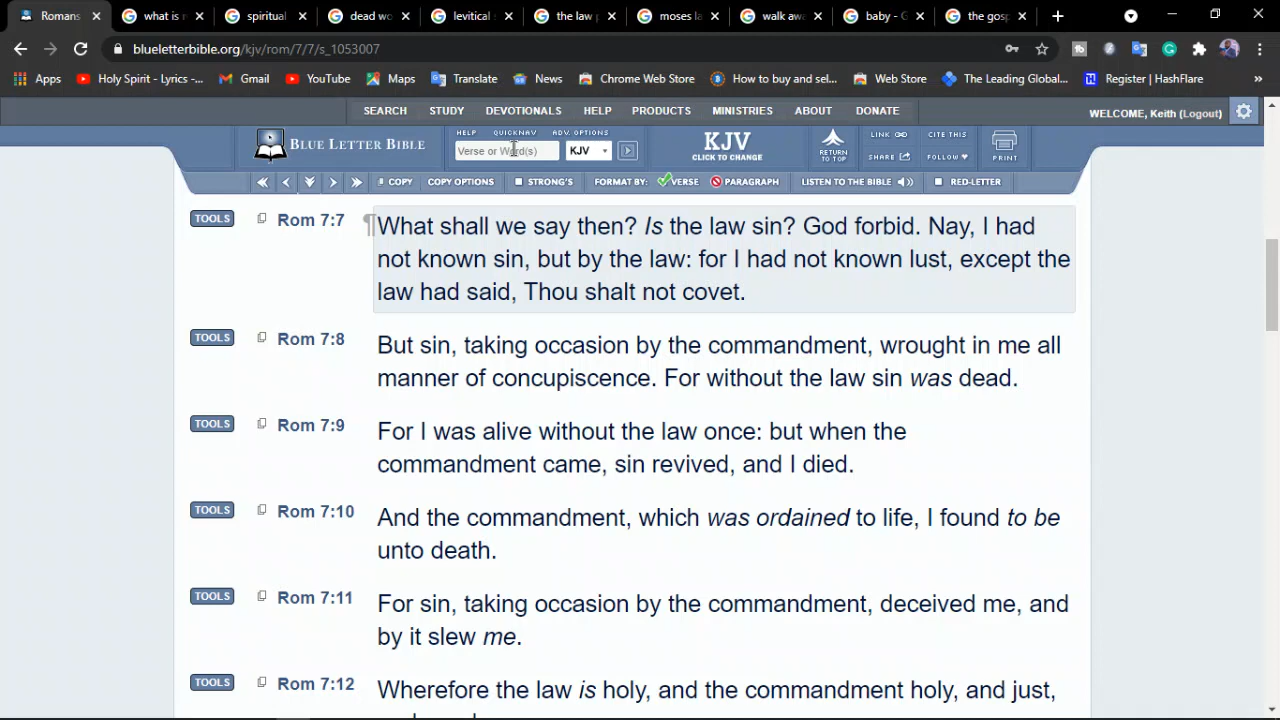 Romans
what is r
spiritual
dead wo
levitical
the law p
moses la
walk awa
baby - G
the gosp
blueletterbible.org/kjv/rom/7/7/s_1053007
Apps Holy Spirit - Lyrics -... Gmail YouTube Maps Translate News Chrome Web Store How to buy and sel... Web Store The Leading Global... Register | HashFlare »
SEARCH STUDY DEVOTIONALS HELP PRODUCTS MINISTRIES ABOUT DONATE
WELCOME, Keith (Logout)
HELP QUICKNAV ADV. OPTIONS
BLUE LETTER BIBLE
Verse or Word(s) KJV
KJV
CLICK TO CHANGE
RETURN
TO TOP
LINK CITE THIS
SHARE FOLLOW
PRINT
COPY COPY OPTIONS STRONG'S FORMAT BY: VERSE PARAGRAPH LISTEN TO THE BIBLE RED-LETTER
TOOLS Rom 7:7 ¶What shall we say then? Is the law sin? God forbid. Nay, I had
not known sin, but by the law: for I had not known lust, except the
law had said, Thou shalt not covet.
TOOLS Rom 7:8 But sin, taking occasion by the commandment, wrought in me all
manner of concupiscence. For without the law sin was dead.
TOOLS Rom 7:9 For I was alive without the law once: but when the
commandment came, sin revived, and I died.
TOOLS Rom 7:10 And the commandment, which was ordained to life, I found to be
unto death.
TOOLS Rom 7:11 For sin, taking occasion by the commandment, deceived me, and
by it slew me.
TOOLS Rom 7:12 Wherefore the law is holy, and the commandment holy, and just,